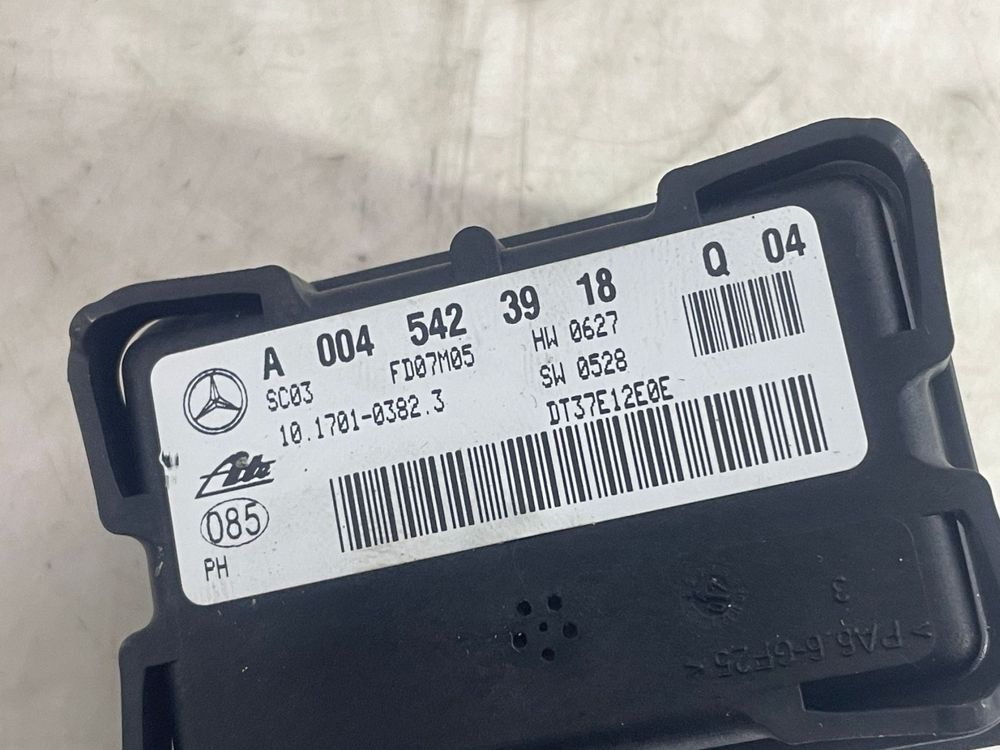 A 004 542 39 18 Q 04
SC03 FD07M05 HW 0627
10.1701-0382.3 SW 0528
DT37E12E0E
Ate
085
PH
3
>PA6.6-GF25<